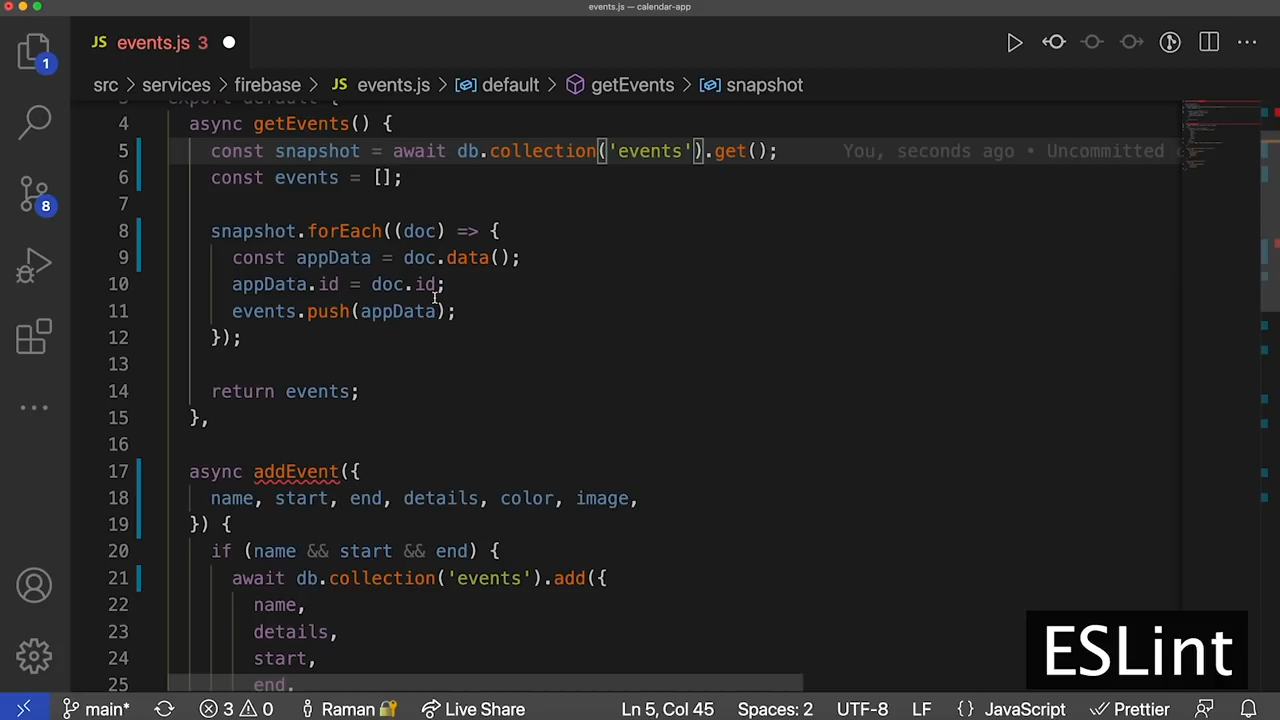 events.js — calendar-app
JS events.js 3
src > services > firebase > JS events.js > default > getEvents > snapshot
export default {
4 async getEvents() {
5 const snapshot = await db.collection('events').get(); You, seconds ago • Uncommitted c
6 const events = [];
7
8 snapshot.forEach((doc) => {
9 const appData = doc.data();
10 appData.id = doc.id;
11 events.push(appData);
12 });
13
14 return events;
15 },
16
17 async addEvent({
18 name, start, end, details, color, image,
19 }) {
20 if (name && start && end) {
21 await db.collection('events').add({
22 name,
23 details,
24 start,
25 end,
1
8
ESLint
main* 3 0 Raman Live Share Ln 5, Col 45 Spaces: 2 UTF-8 LF {} JavaScript Prettier